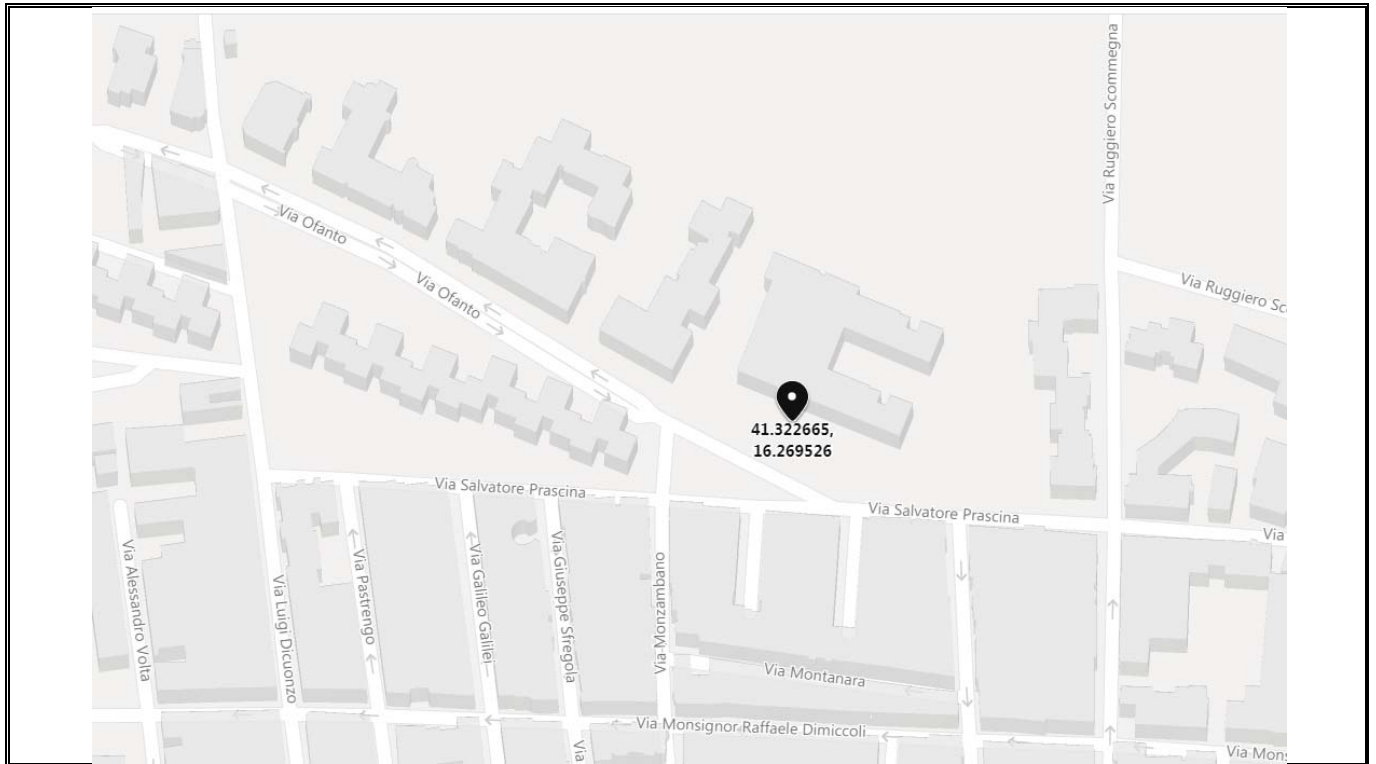 Via Ruggiero Scommegna
Via Ofanto
Via Ofanto
Via Ruggiero Sc
41.322665,
16.269526
Via Salvatore Prascina
Via Salvatore Prascina
Via
Via Alessandro Volta
Via Luigi Dicuonzo
Via Pastrengo
Via Galileo Galilei
Via Giuseppe Sfregola
Via Monzambano
Via Montanara
Via Monsignor Raffaele Dimiccoli
Via
Via Mons